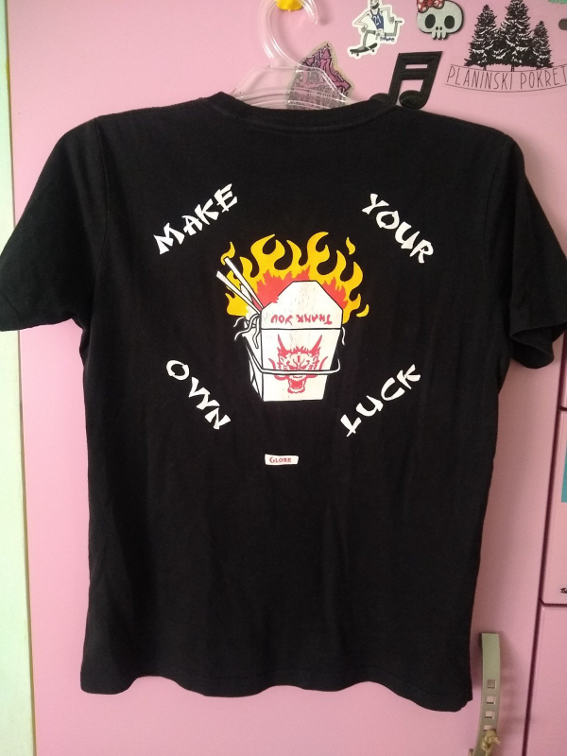 PLANINSKI POKRET
MAKE YOUR
THANK YOU
OWN LUCK
GLOBE